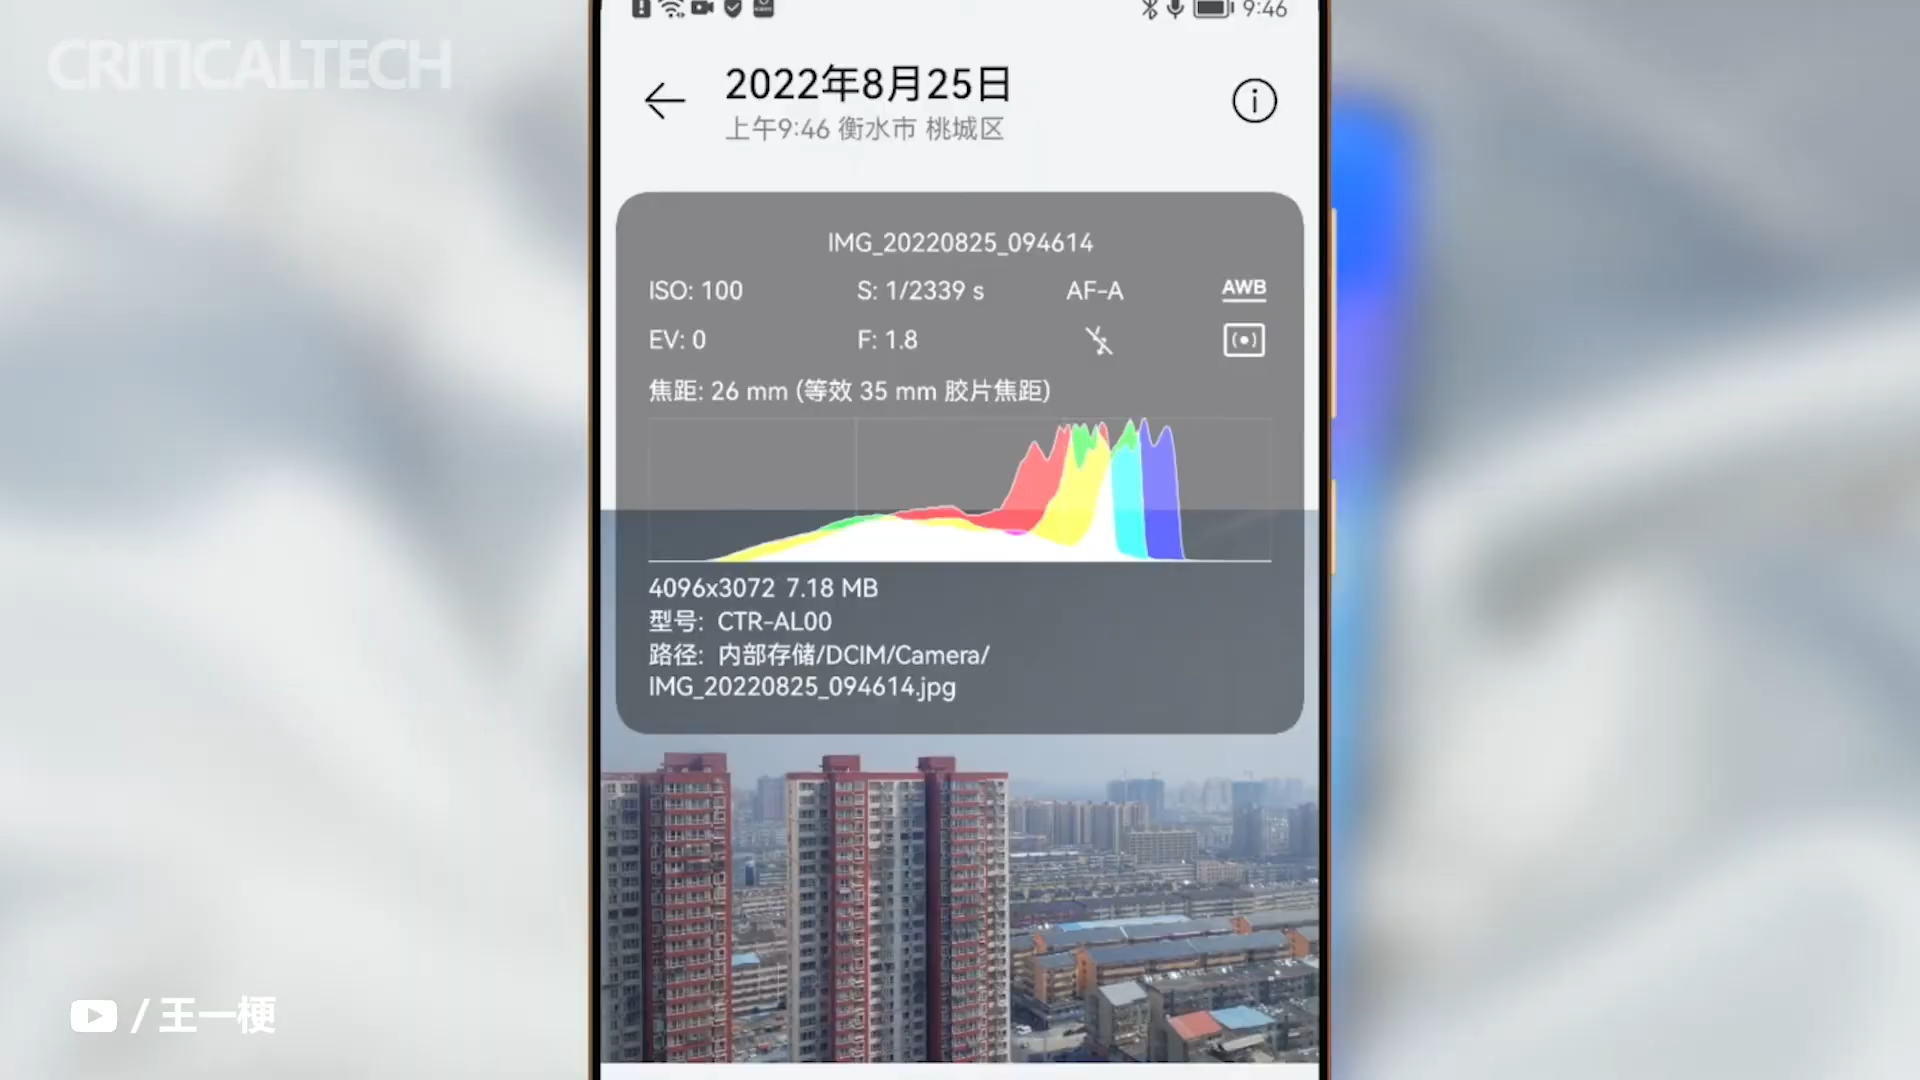 CRITICALTECH
9:46
2022年8月25日
上午9:46 衡水市 桃城区
IMG_20220825_094614
ISO: 100 S: 1/2339 s AF-A AWB
EV: 0 F: 1.8
焦距: 26 mm (等效 35 mm 胶片焦距)
4096x3072 7.18 MB
型号: CTR-AL00
路径: 内部存储/DCIM/Camera/
IMG_20220825_094614.jpg
/ 王一梗